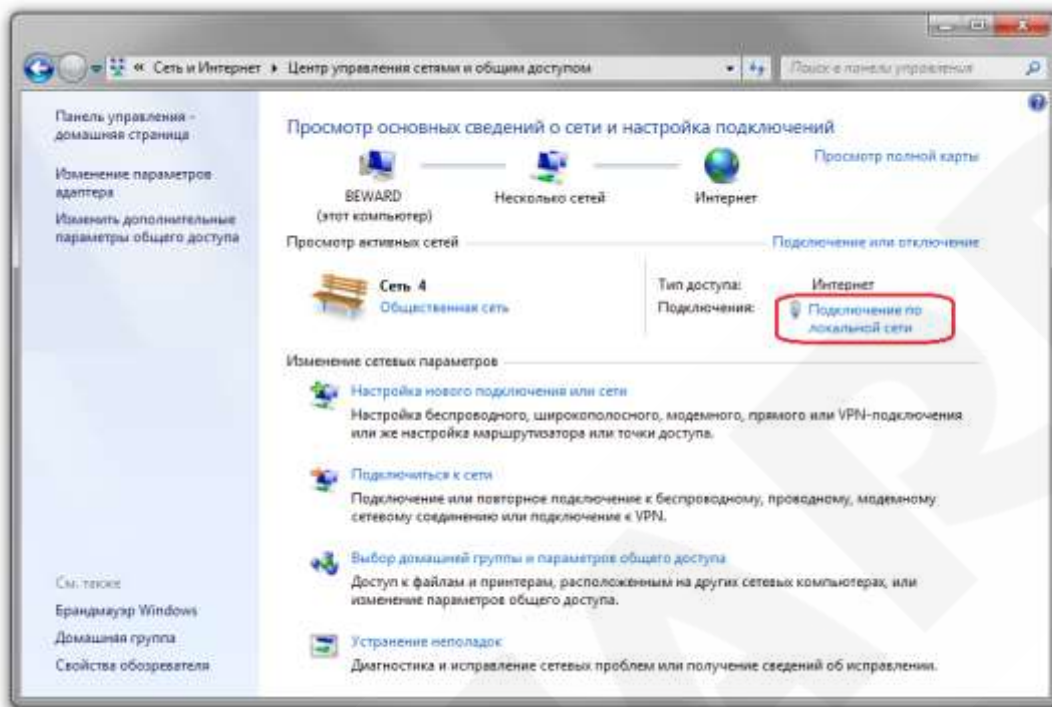 « Сеть и Интернет ▸ Центр управления сетями и общим доступом
Поиск в панели управления
Панель управления -
домашняя страница
Изменение параметров
адаптера
Изменить дополнительные
параметры общего доступа
Просмотр основных сведений о сети и настройка подключений
Просмотр полной карты
BEWARD
(этот компьютер)
Несколько сетей
Интернет
Просмотр активных сетей
Подключение или отключение
Сеть 4
Общественная сеть
Тип доступа: Интернет
Подключения: Подключение по
локальной сети
Изменение сетевых параметров
Настройка нового подключения или сети
Настройка беспроводного, широкополосного, модемного, прямого или VPN-подключения
или же настройка маршрутизатора или точки доступа.
Подключиться к сети
Подключение или повторное подключение к беспроводному, проводному, модемному
сетевому соединению или подключение к VPN.
Выбор домашней группы и параметров общего доступа
Доступ к файлам и принтерам, расположенным на других сетевых компьютерах, или
изменение параметров общего доступа.
Устранение неполадок
Диагностика и исправление сетевых проблем или получение сведений об исправлении.
См. также
Брандмауэр Windows
Домашняя группа
Свойства обозревателя